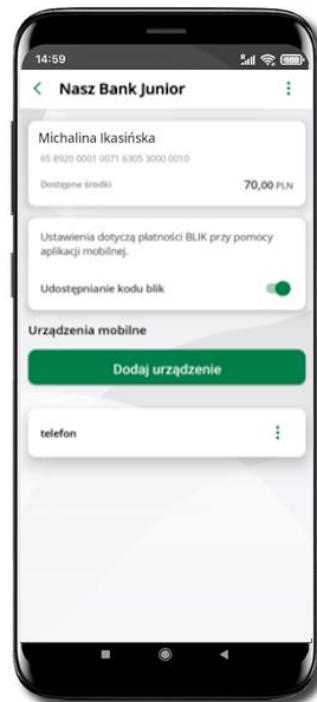 14:59
Nasz Bank Junior
Michalina Ikasińska
65 8920 0001 0071 6305 3000 0010
Dostępne środki
70,00 PLN
Ustawienia dotyczą płatności BLIK przy pomocy
aplikacji mobilnej.
Udostępnianie kodu blik
Urządzenia mobilne
Dodaj urządzenie
telefon